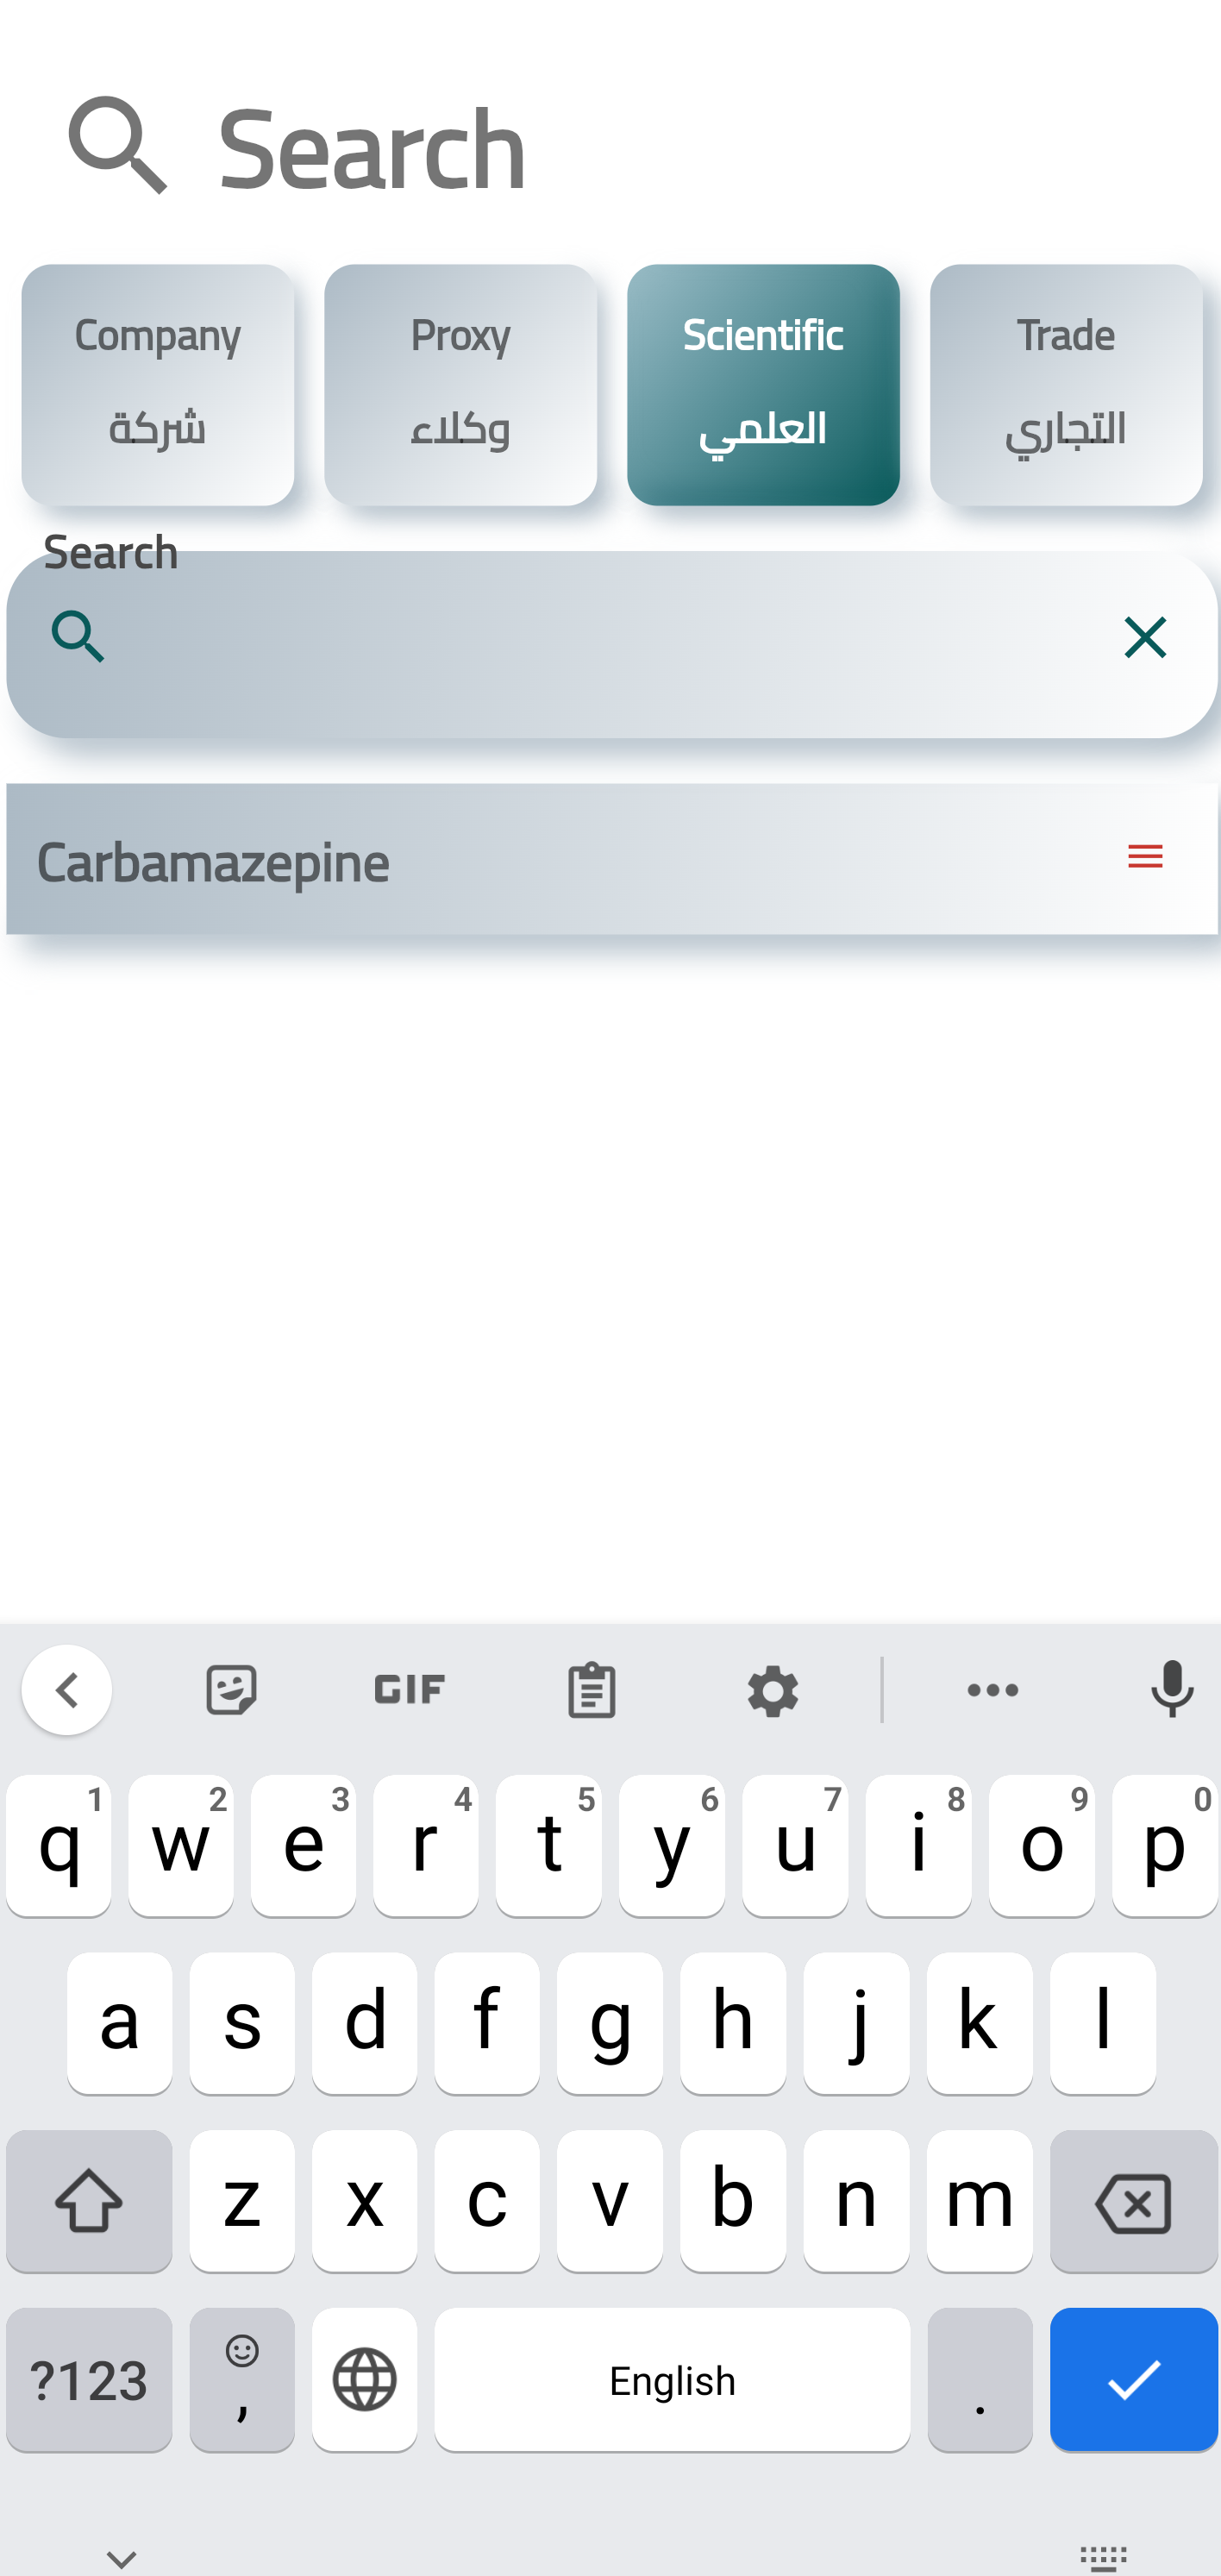 Search
Company
شركة
Proxy
وكلاء
Scientific
العلمي
Trade
التجاري
Search
Carbamazepine
GIF
q 1 w 2 e 3 r 4 t 5 y 6 u 7 i 8 o 9 p 0
a s d f g h j k l
z x c v b n m
?123 , English .